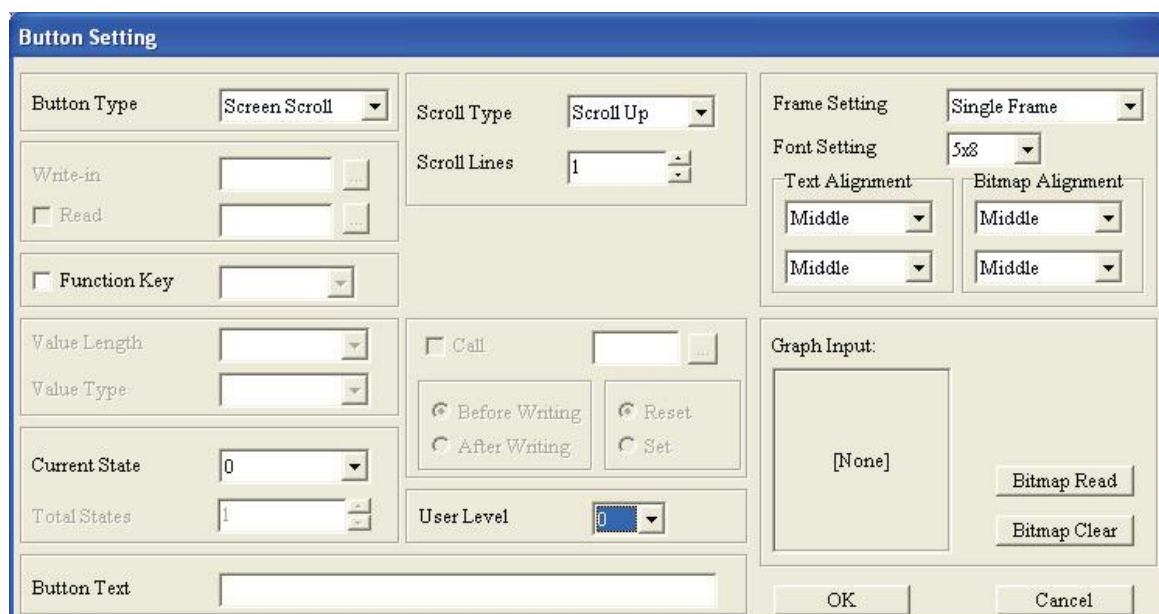 Button Setting
Button Type Screen Scroll
Write-in ...
Read ...
Function Key
Value Length
Value Type
Current State 0
Total States 1
Button Text
Scroll Type Scroll Up
Scroll Lines 1
Call ...
Before Writing Reset
After Writing Set
User Level 0
Frame Setting Single Frame
Font Setting 5x8
Text Alignment Bitmap Alignment
Middle Middle
Middle Middle
Graph Input:
[None]
Bitmap Read
Bitmap Clear
OK Cancel